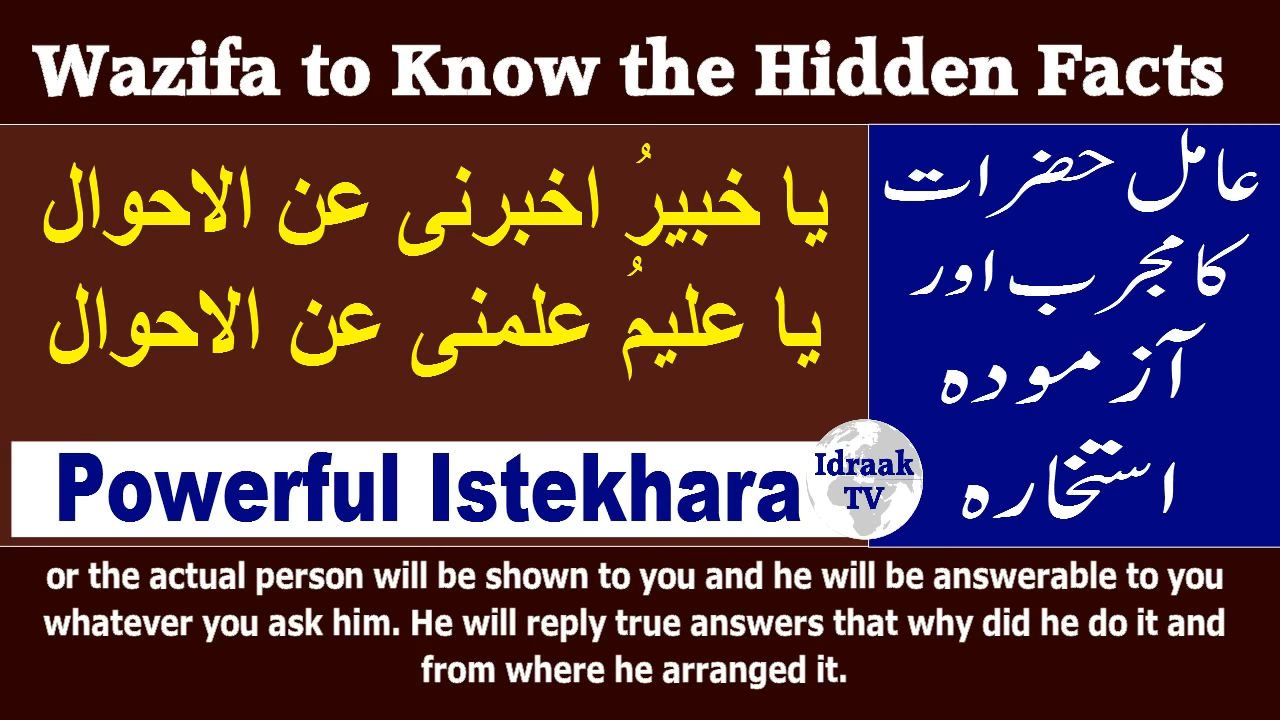 Wazifa to Know the Hidden Facts
یا خبیرُ اخبرنی عن الاحوال
یا علیمُ علمنی عن الاحوال
عامل حضرات
کا مجرب اور
آزمودہ
استخارہ
Powerful Istekhara
Idraak
TV
or the actual person will be shown to you and he will be answerable to you
whatever you ask him. He will reply true answers that why did he do it and
from where he arranged it.